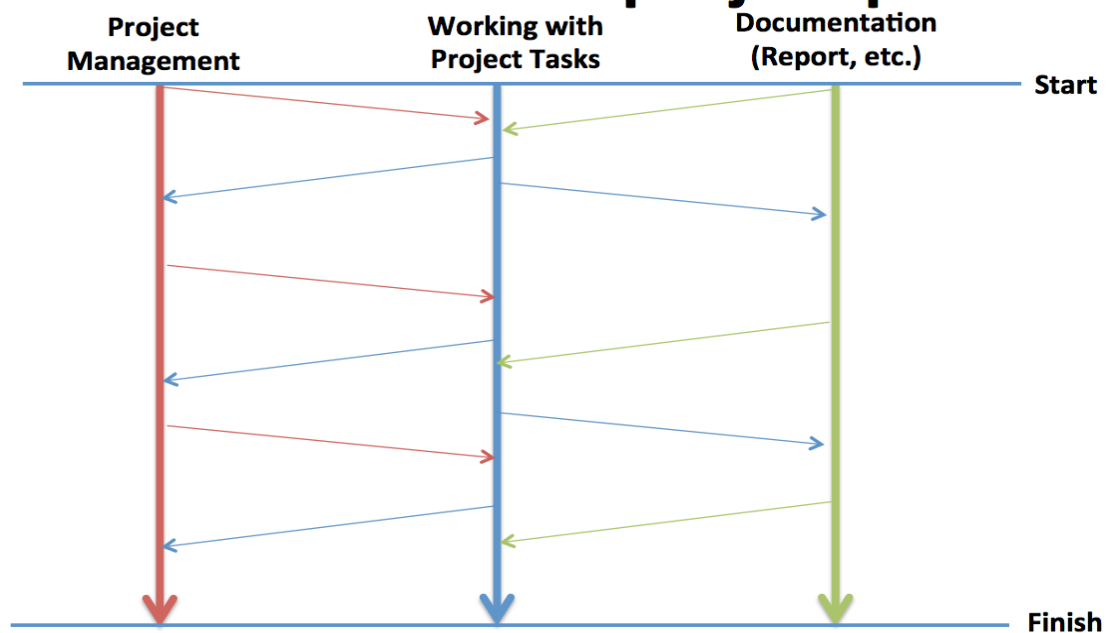 Project
Management
Working with
Project Tasks
Documentation
(Report, etc.)
Start
Finish